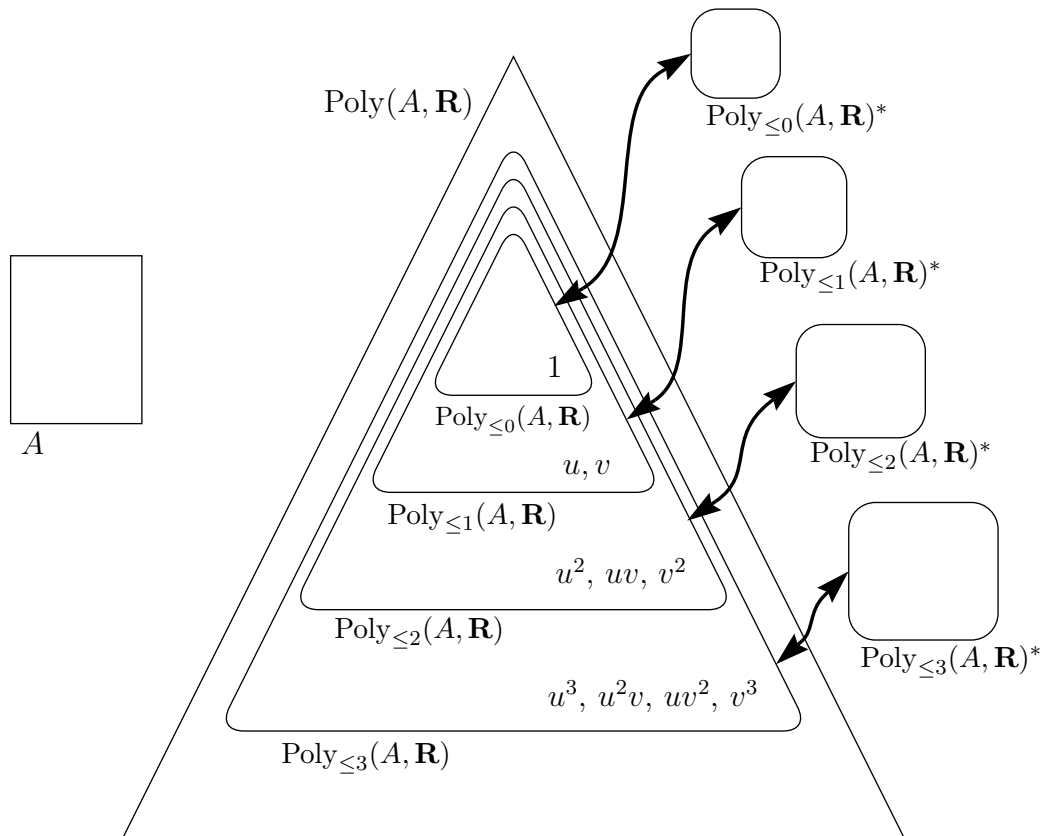 Poly(A, R)
Poly≤0(A, R)*
Poly≤1(A, R)*
A
1
Poly≤0(A, R)
Poly≤2(A, R)*
u, v
Poly≤1(A, R)
u², uv, v²
Poly≤2(A, R)
Poly≤3(A, R)*
u³, u²v, uv², v³
Poly≤3(A, R)